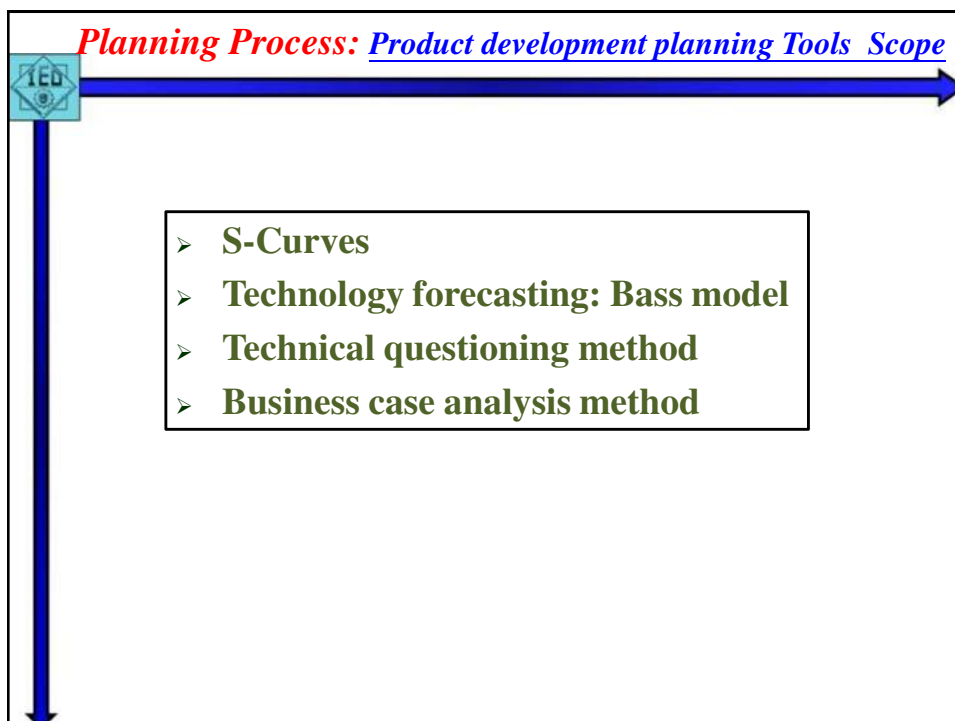 Planning Process: Product development planning Tools Scope
IED
➢ S-Curves
➢ Technology forecasting: Bass model
➢ Technical questioning method
➢ Business case analysis method